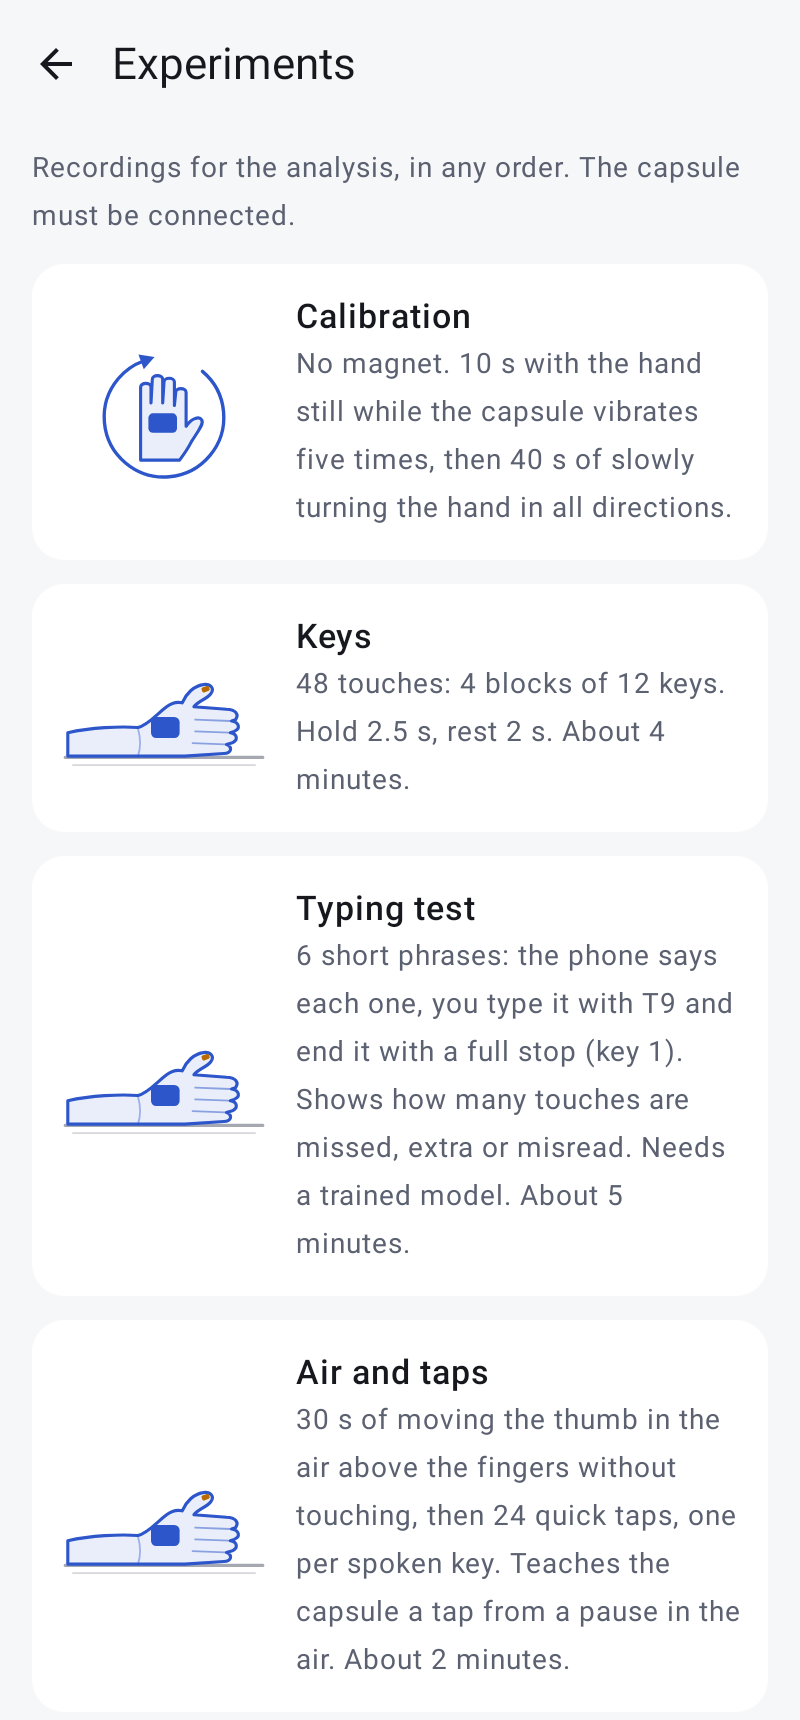 Experiments
Recordings for the analysis, in any order. The capsule
must be connected.
Calibration
No magnet. 10 s with the hand
still while the capsule vibrates
five times, then 40 s of slowly
turning the hand in all directions.
Keys
48 touches: 4 blocks of 12 keys.
Hold 2.5 s, rest 2 s. About 4
minutes.
Typing test
6 short phrases: the phone says
each one, you type it with T9 and
end it with a full stop (key 1).
Shows how many touches are
missed, extra or misread. Needs
a trained model. About 5
minutes.
Air and taps
30 s of moving the thumb in the
air above the fingers without
touching, then 24 quick taps, one
per spoken key. Teaches the
capsule a tap from a pause in the
air. About 2 minutes.